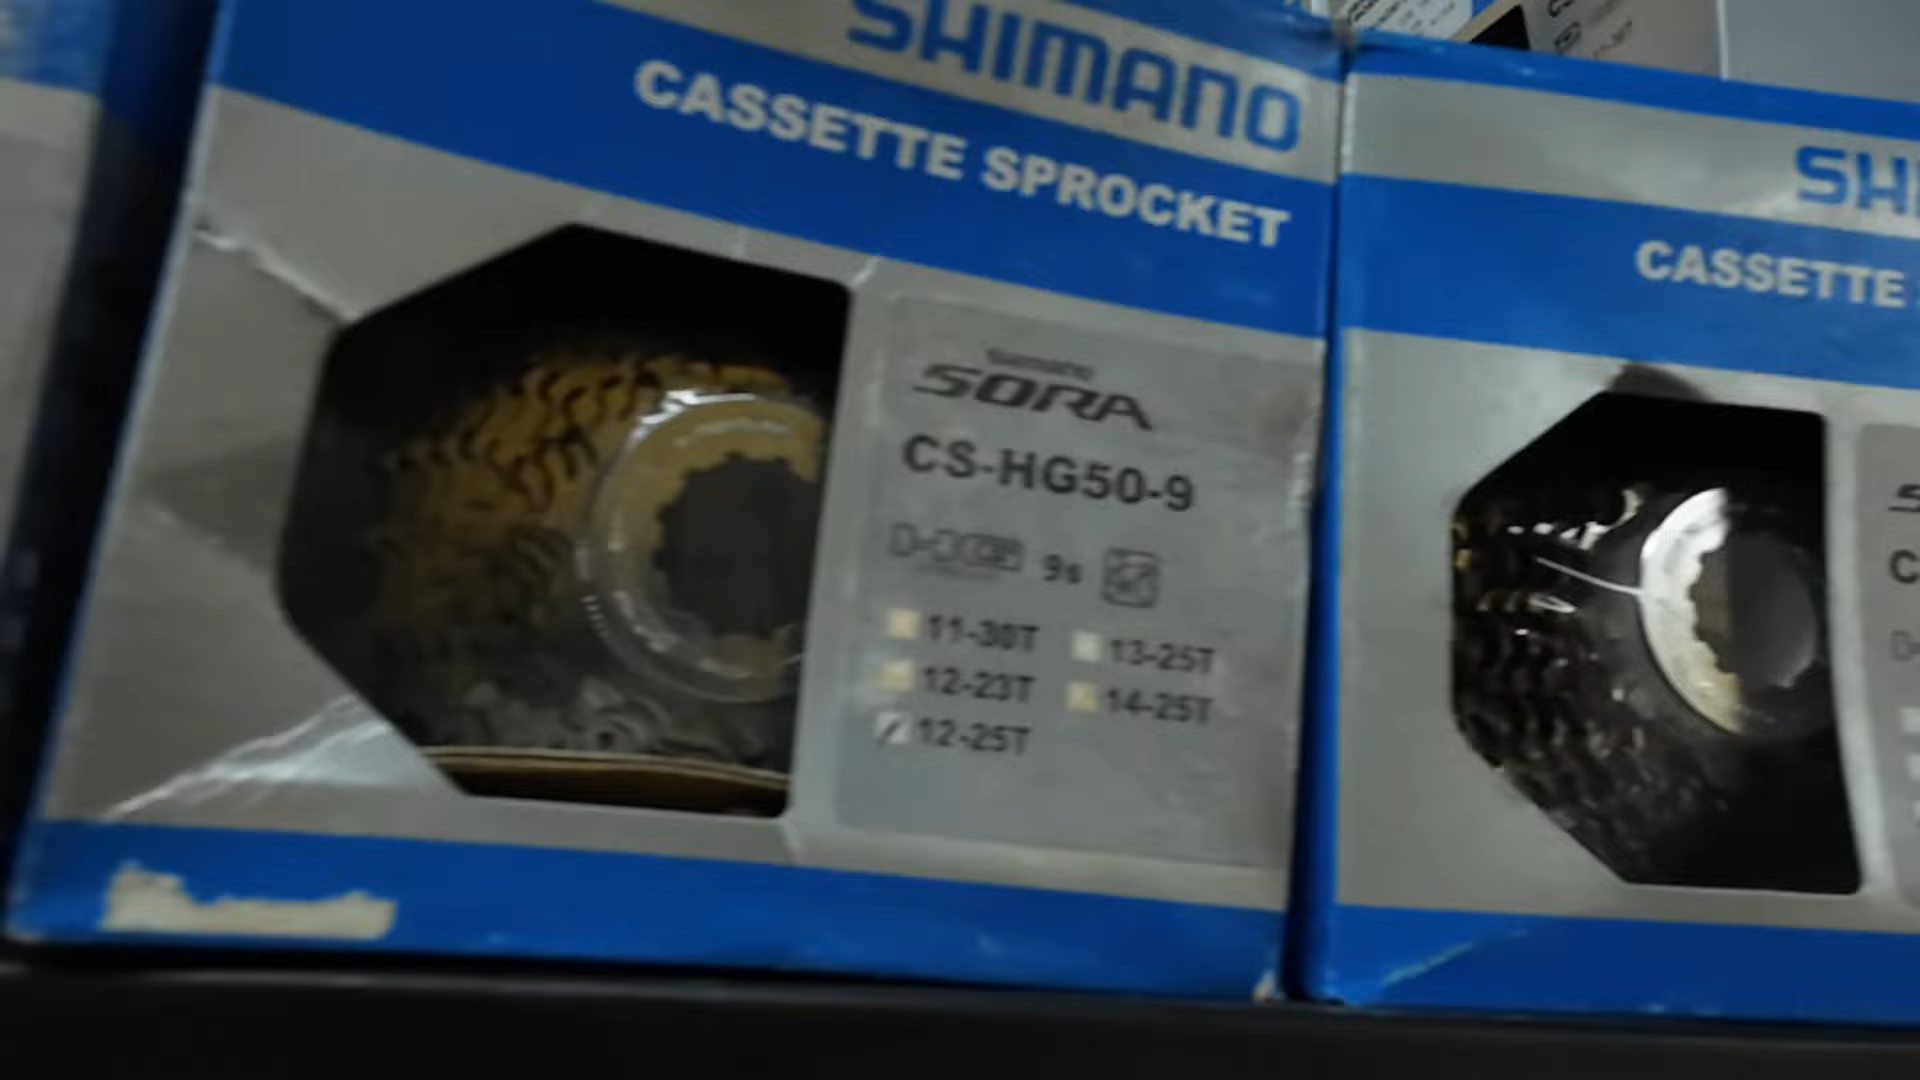 SHIMANO
CASSETTE SPROCKET
SHIMANO
SORA
CS-HG50-9
9s
11-30T
13-25T
12-23T
14-25T
12-25T
CASSETTE